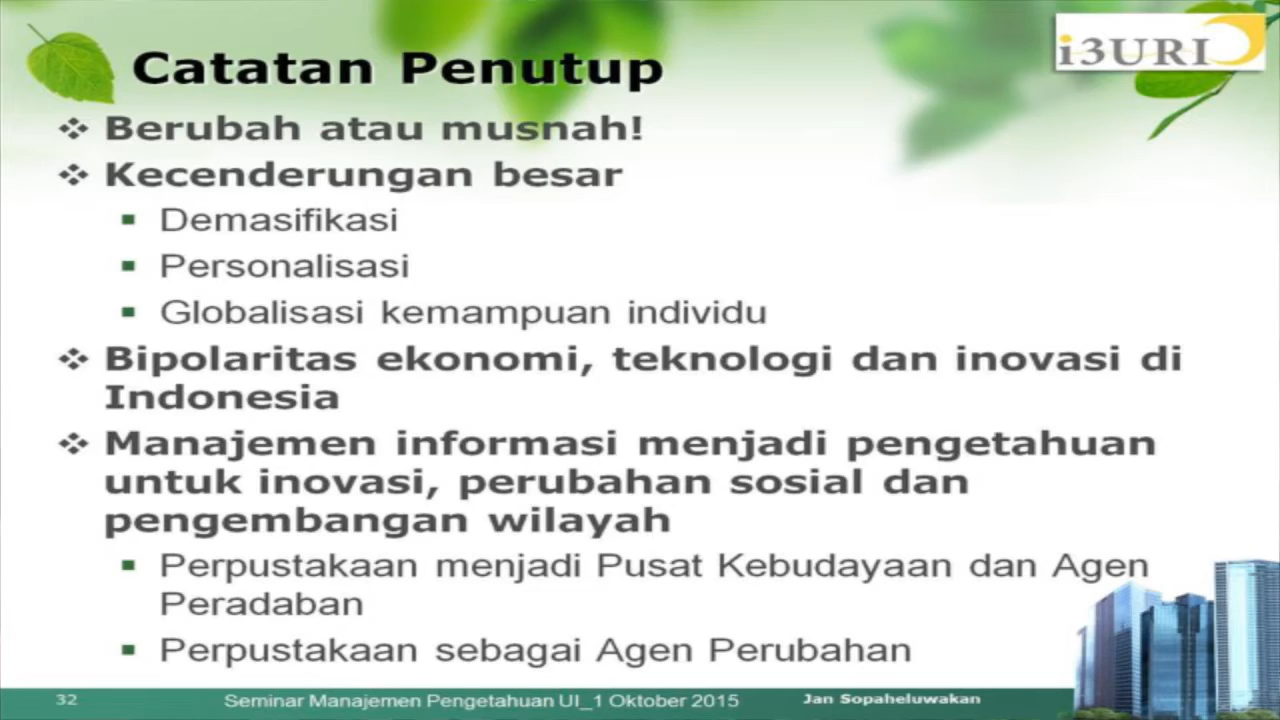 i3URI
Catatan Penutup
Berubah atau musnah!
Kecenderungan besar
Demasifikasi
Personalisasi
Globalisasi kemampuan individu
Bipolaritas ekonomi, teknologi dan inovasi di
Indonesia
Manajemen informasi menjadi pengetahuan
untuk inovasi, perubahan sosial dan
pengembangan wilayah
Perpustakaan menjadi Pusat Kebudayaan dan Agen
Peradaban
Perpustakaan sebagai Agen Perubahan
32 Seminar Manajemen Pengetahuan UI_1 Oktober 2015 Jan Sopaheluwakan